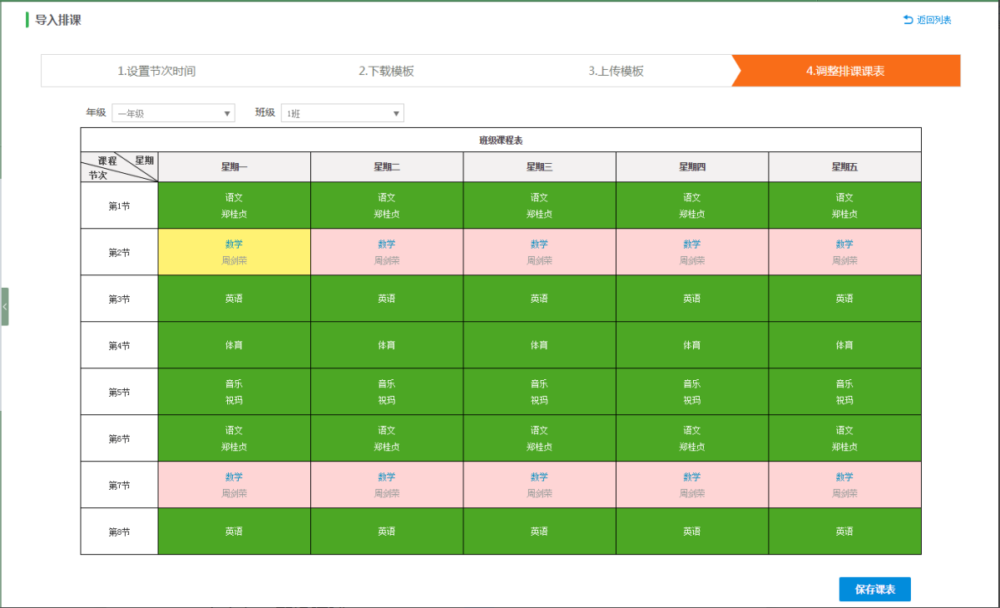 导入排课
返回列表
1.设置节次时间 2.下载模板 3.上传模板 4.调整排课课表
年级 一年级 班级 1班
班级课程表
课程 星期 节次 星期一 星期二 星期三 星期四 星期五
第1节 语文 语文 语文 语文 语文
郑桂贞 郑桂贞 郑桂贞 郑桂贞 郑桂贞
第2节 数学 数学 数学 数学 数学
周剑荣 周剑荣 周剑荣 周剑荣 周剑荣
第3节 英语 英语 英语 英语 英语
第4节 体育 体育 体育 体育 体育
第5节 音乐 音乐 音乐 音乐 音乐
祝玛 祝玛 祝玛 祝玛 祝玛
第6节 语文 语文 语文 语文 语文
郑桂贞 郑桂贞 郑桂贞 郑桂贞 郑桂贞
第7节 数学 数学 数学 数学 数学
周剑荣 周剑荣 周剑荣 周剑荣 周剑荣
第8节 英语 英语 英语 英语 英语
保存课表